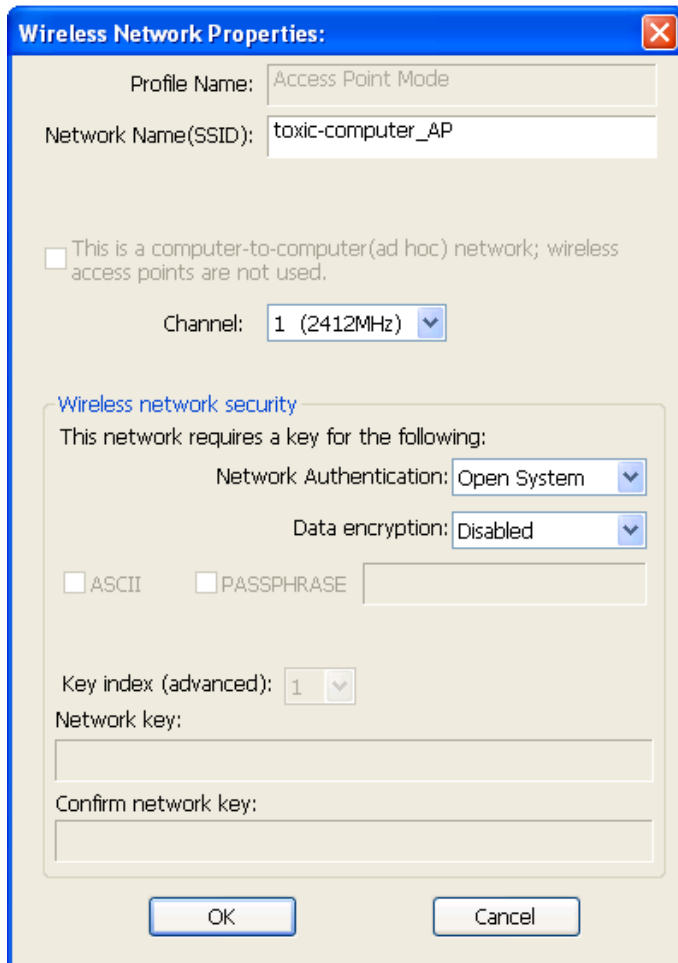 Wireless Network Properties:
Profile Name: Access Point Mode
Network Name(SSID): toxic-computer_AP
This is a computer-to-computer(ad hoc) network; wireless
access points are not used.
Channel: 1 (2412MHz)
Wireless network security
This network requires a key for the following:
Network Authentication: Open System
Data encryption: Disabled
ASCII PASSPHRASE
Key index (advanced): 1
Network key:
Confirm network key:
OK Cancel